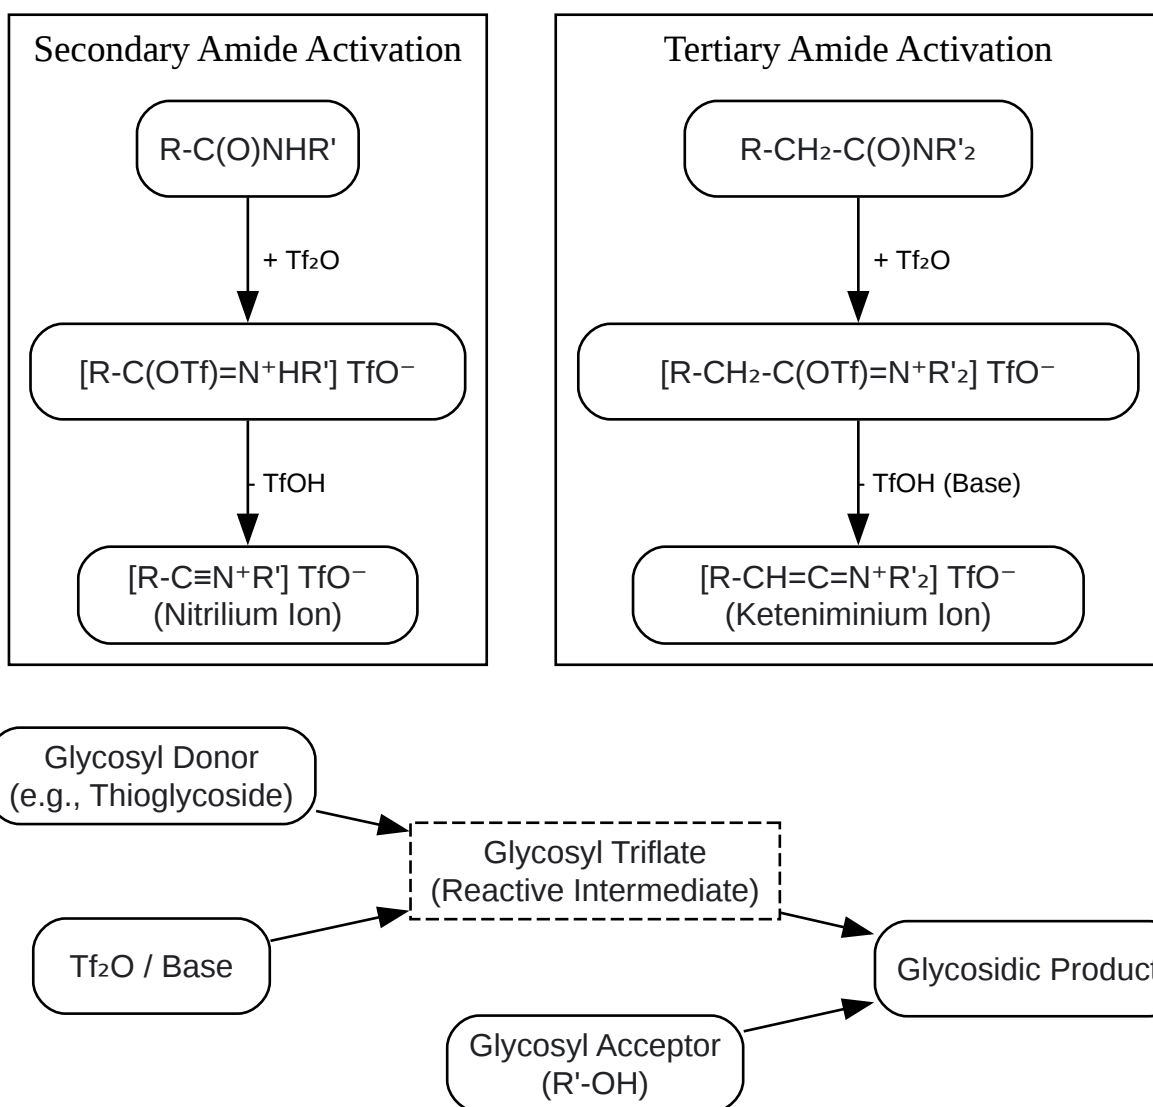 Secondary Amide Activation
R-C(O)NHR'
+ Tf₂O
[R-C(OTf)=N⁺HR'] TfO⁻
- TfOH
[R-C≡N⁺R'] TfO⁻
(Nitrilium Ion)
Tertiary Amide Activation
R-CH₂-C(O)NR'₂
+ Tf₂O
[R-CH₂-C(OTf)=N⁺R'₂] TfO⁻
- TfOH (Base)
[R-CH=C=N⁺R'₂] TfO⁻
(Keteniminium Ion)
Glycosyl Donor
(e.g., Thioglycoside)
Tf₂O / Base
Glycosyl Triflate
(Reactive Intermediate)
Glycosyl Acceptor
(R'-OH)
Glycosidic Product